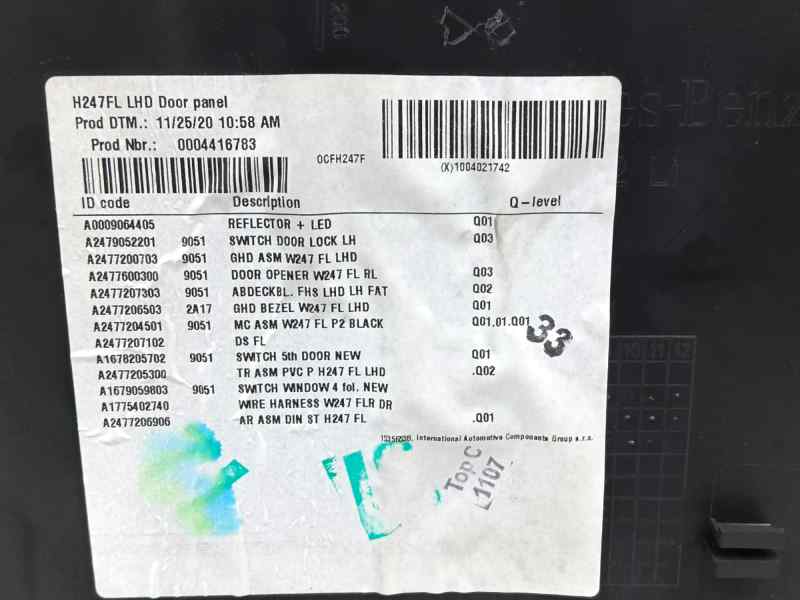 H247FL LHD Door panel
Prod DTM.: 11/25/20 10:58 AM
Prod Nbr.: 0004416783
0CFH247F
(X)1004021742
ID code Description Q-level
A0009064405 REFLECTOR + LED Q01
A2479052201 9051 SWITCH DOOR LOCK LH Q03
A2477200703 9051 GHD ASM W247 FL LHD
A2477600300 9051 DOOR OPENER W247 FL RL Q03
A2477207303 9051 ABDECKBL. FHS LHD LH FAT Q02
A2477206503 2A17 GHD BEZEL W247 FL LHD Q01
A2477204501 9051 MC ASM W247 FL P2 BLACK Q01,01.Q01
A2477207102 DS FL
A1678205702 9051 SWITCH 5th DOOR NEW Q01
A2477205300 TR ASM PVC P H247 FL LHD .Q02
A1679059803 9051 SWITCH WINDOW 4 fol. NEW
A1775402740 WIRE HARNESS W247 FLR DR
A2477206906 AR ASM DIN ST H247 FL .Q01
International Automotive Components Group s.r.o.
33
Top C
L1107
10 11 12